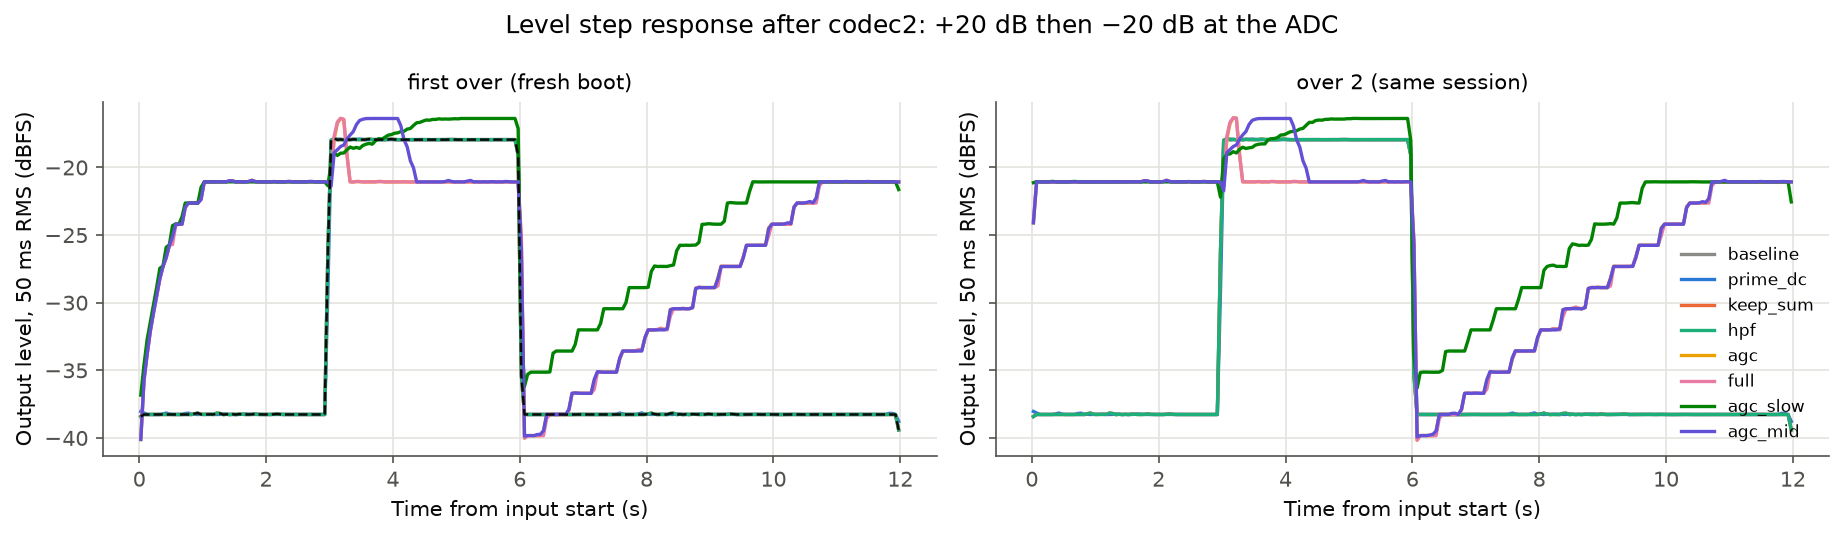 Level step response after codec2: +20 dB then −20 dB at the ADC
first over (fresh boot)
Output level, 50 ms RMS (dBFS)
−20
−25
−30
−35
−40
0 2 4 6 8 10 12
Time from input start (s)
over 2 (same session)
Output level, 50 ms RMS (dBFS)
baseline
prime_dc
keep_sum
hpf
agc
full
agc_slow
agc_mid
0 2 4 6 8 10 12
Time from input start (s)